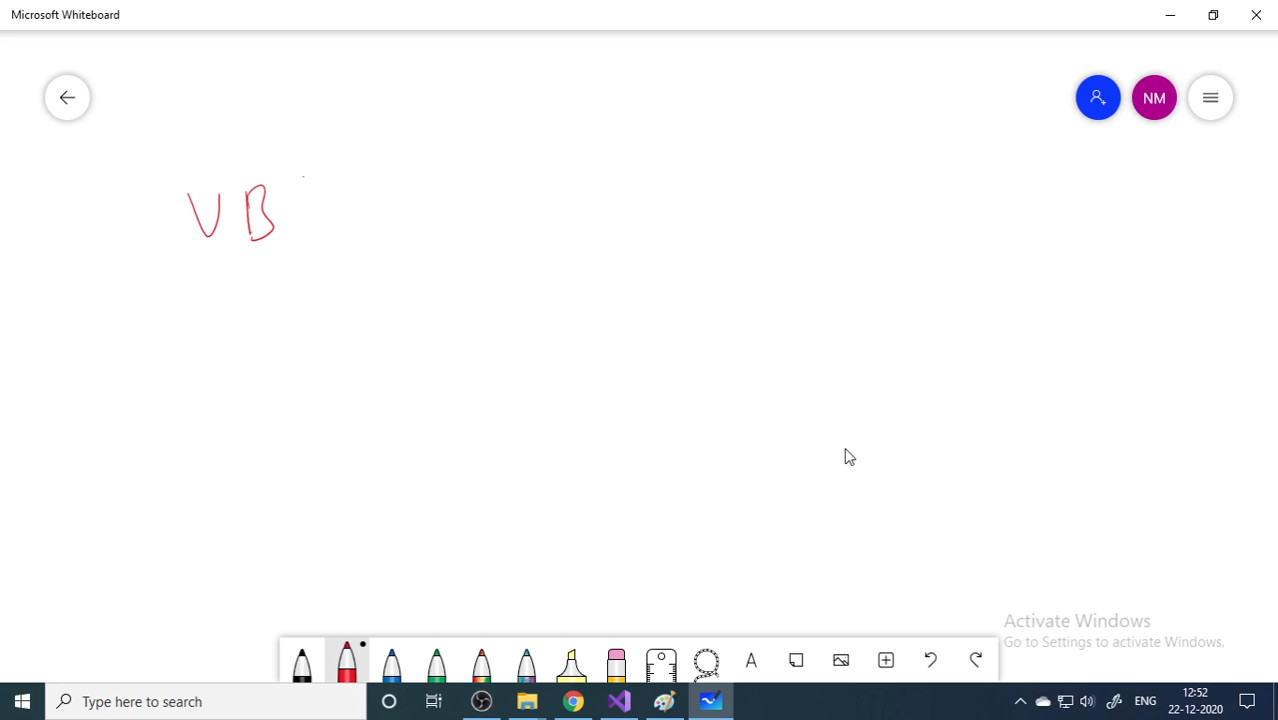 Microsoft Whiteboard
NM
V B
A
Activate Windows
Go to Settings to activate Windows.
Type here to search
ENG
12:52
22-12-2020